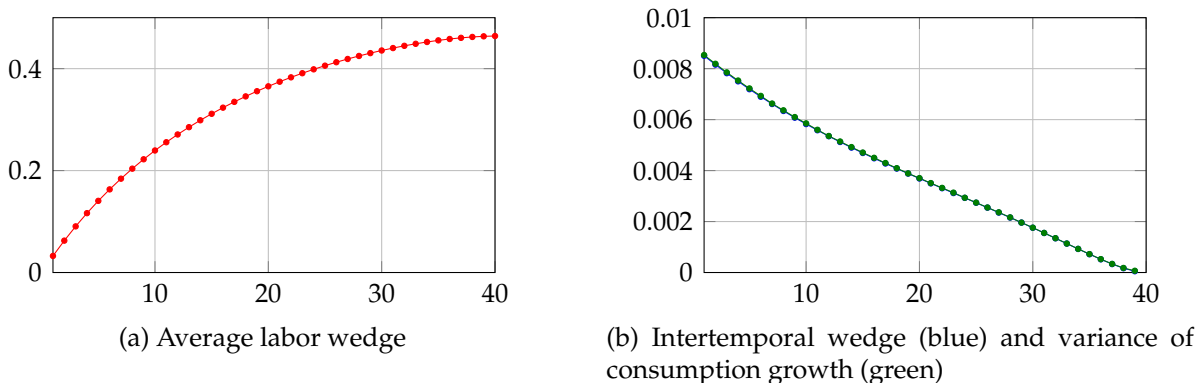 0.4
0.2
0
10 20 30 40
(a) Average labor wedge
0.01
0.008
0.006
0.004
0.002
0
10 20 30 40
(b) Intertemporal wedge (blue) and variance of
consumption growth (green)